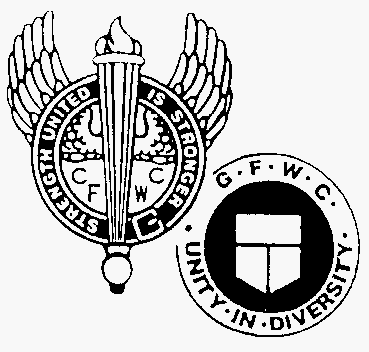 STRENGTH UNITED IS STRONGER
C C
F W
G·F·W·C·
·UNITY·IN·DIVERSITY·